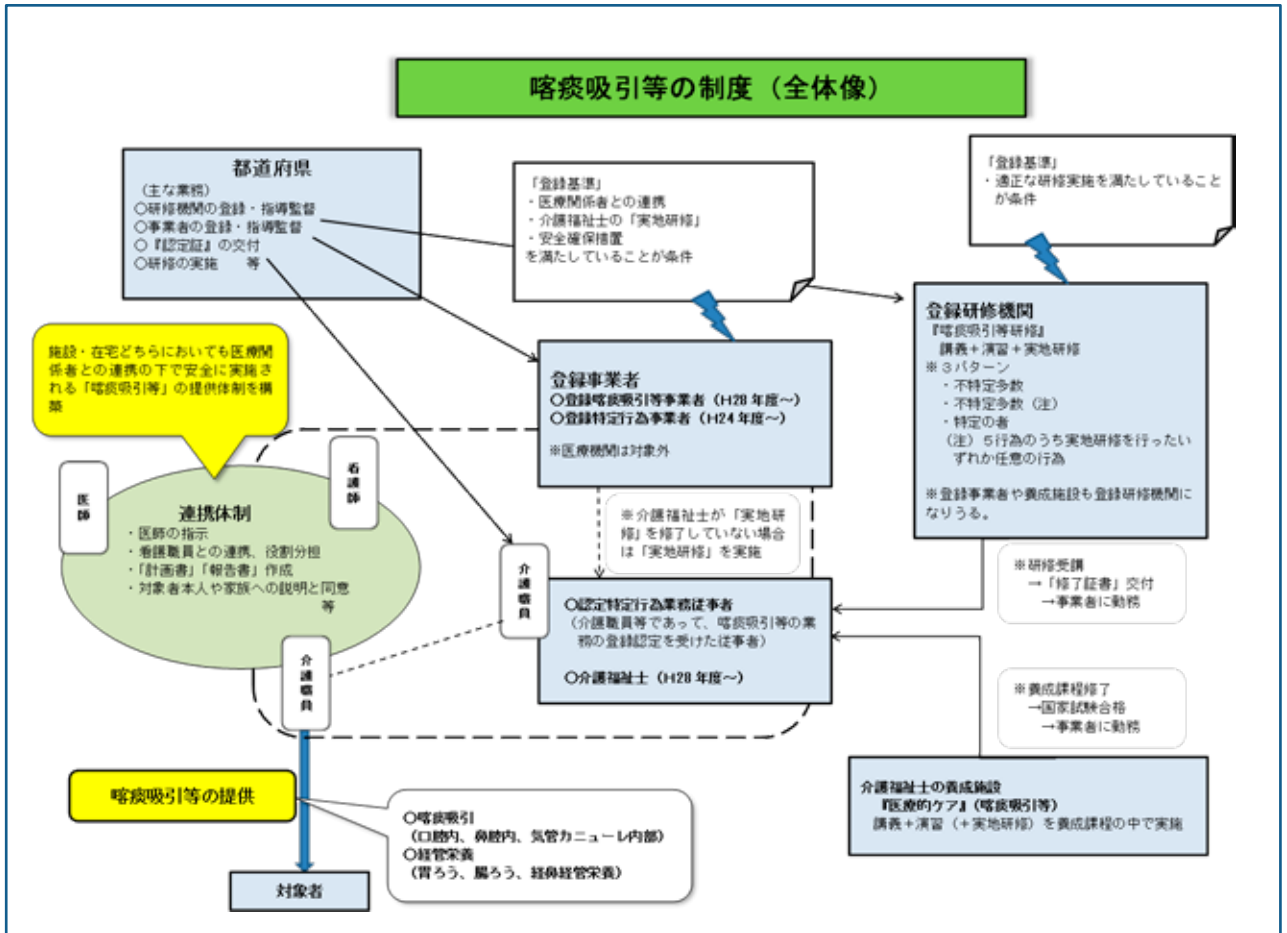 喀痰吸引等の制度（全体像）
都道府県
（主な業務）
○研修機関の登録・指導監督
○事業者の登録・指導監督
○『認定証』の交付
○研修の実施　等
「登録基準」
・医療関係者との連携
・介護福祉士の「実地研修」
・安全確保措置
を満たしていることが条件
「登録基準」
・適正な研修実施を満たしていること
が条件
施設・在宅どちらにおいても医療関
係者との連携の下で安全に実施さ
れる「喀痰吸引等」の提供体制を構
築
登録事業者
○登録喀痰吸引等事業者（H28年度～）
○登録特定行為事業者（H24年度～）
※医療機関は対象外
登録研修機関
『喀痰吸引等研修』
講義＋演習＋実地研修
※３パターン
・不特定多数
・不特定多数（注）
・特定の者
（注）５行為のうち実地研修を行ったい
ずれか任意の行為
※登録事業者や養成施設も登録研修機関に
なりうる。
医師
看護師
連携体制
・医師の指示
・看護職員との連携、役割分担
・「計画書」「報告書」作成
・対象者本人や家族への説明と同意
等
介護職員
※介護福祉士が「実地研
修」を修了していない場合
は「実地研修」を実施
介護職員
○認定特定行為業務従事者
（介護職員等であって、喀痰吸引等の業
務の登録認定を受けた従事者）
○介護福祉士（H28年度～）
※研修受講
→「修了証書」交付
→事業者に勤務
※養成課程修了
→国家試験合格
→事業者に勤務
介護福祉士の養成施設
『医療的ケア』（喀痰吸引等）
講義＋演習（＋実地研修）を養成課程の中で実施
喀痰吸引等の提供
○喀痰吸引
（口腔内、鼻腔内、気管カニューレ内部）
○経管栄養
（胃ろう、腸ろう、経鼻経管栄養）
対象者